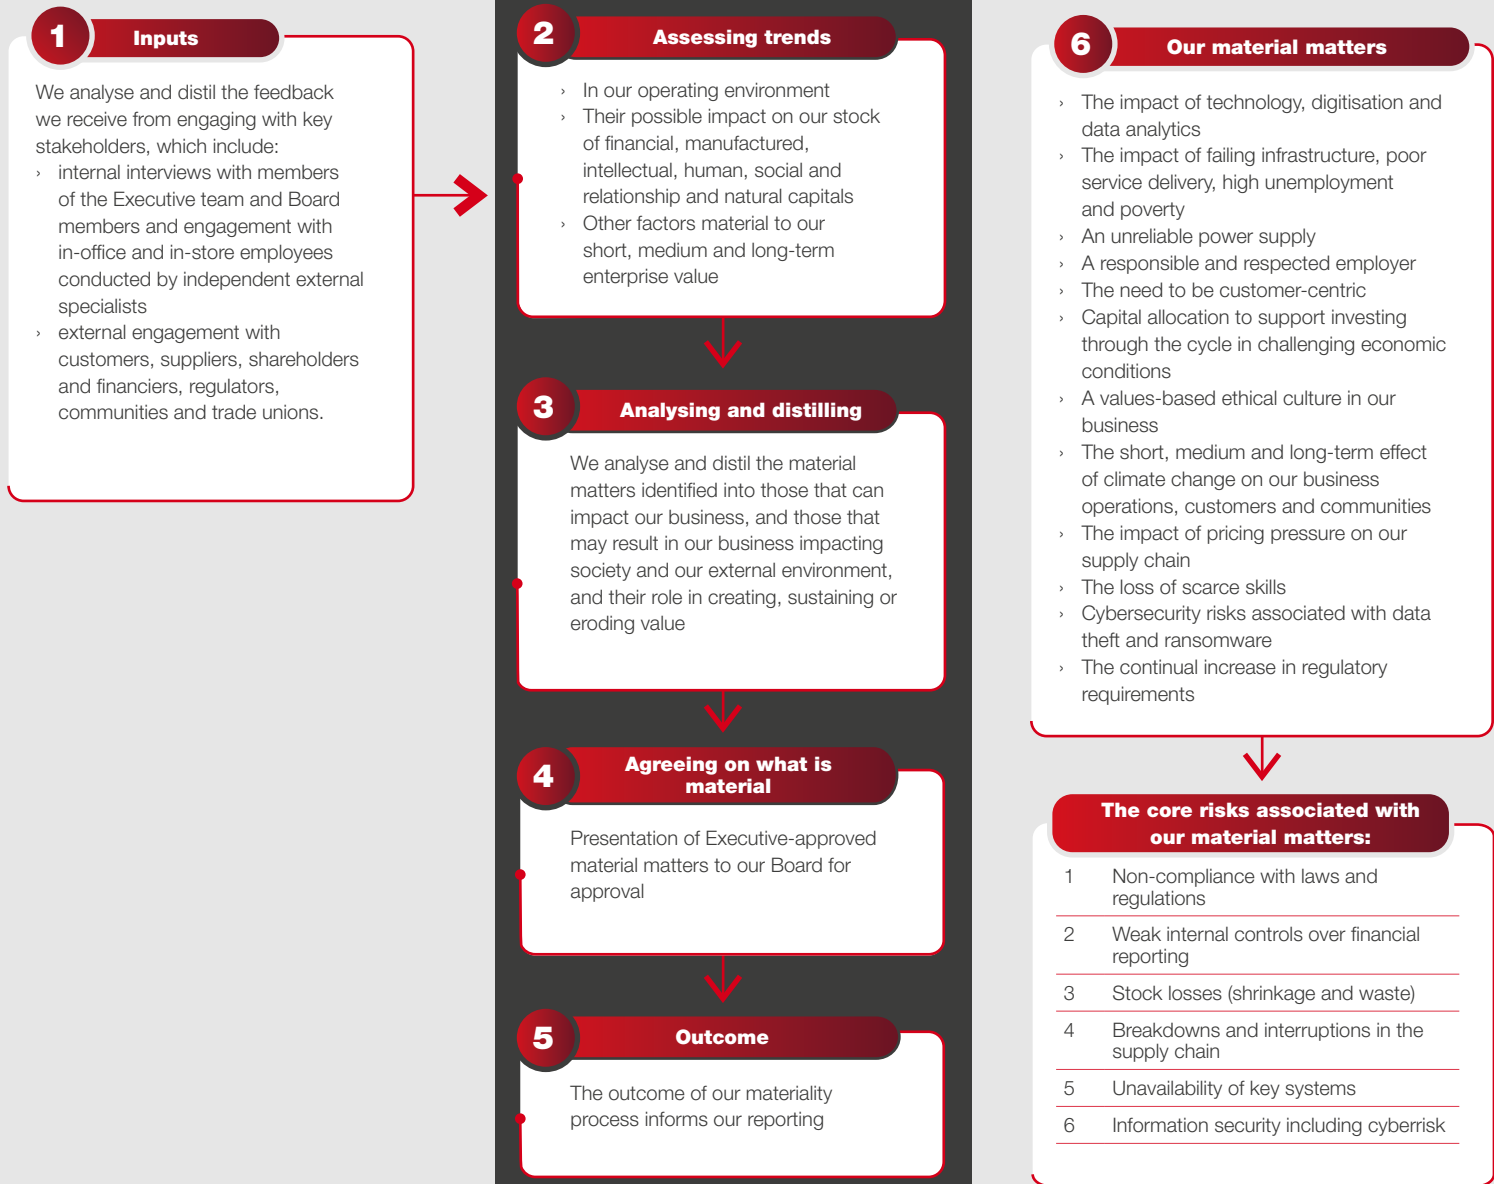 1
Inputs
We analyse and distil the feedback
we receive from engaging with key
stakeholders, which include:
› internal interviews with members
of the Executive team and Board
members and engagement with
in-office and in-store employees
conducted by independent external
specialists
› external engagement with
customers, suppliers, shareholders
and financiers, regulators,
communities and trade unions.
2
Assessing trends
› In our operating environment
› Their possible impact on our stock
of financial, manufactured,
intellectual, human, social and
relationship and natural capitals
› Other factors material to our
short, medium and long-term
enterprise value
3
Analysing and distilling
We analyse and distil the material
matters identified into those that can
impact our business, and those that
may result in our business impacting
society and our external environment,
and their role in creating, sustaining or
eroding value
4
Agreeing on what is
material
Presentation of Executive-approved
material matters to our Board for
approval
5
Outcome
The outcome of our materiality
process informs our reporting
6
Our material matters
› The impact of technology, digitisation and
data analytics
› The impact of failing infrastructure, poor
service delivery, high unemployment
and poverty
› An unreliable power supply
› A responsible and respected employer
› The need to be customer-centric
› Capital allocation to support investing
through the cycle in challenging economic
conditions
› A values-based ethical culture in our
business
› The short, medium and long-term effect
of climate change on our business
operations, customers and communities
› The impact of pricing pressure on our
supply chain
› The loss of scarce skills
› Cybersecurity risks associated with data
theft and ransomware
› The continual increase in regulatory
requirements
The core risks associated with
our material matters:
1 Non-compliance with laws and
regulations
2 Weak internal controls over financial
reporting
3 Stock losses (shrinkage and waste)
4 Breakdowns and interruptions in the
supply chain
5 Unavailability of key systems
6 Information security including cyberrisk